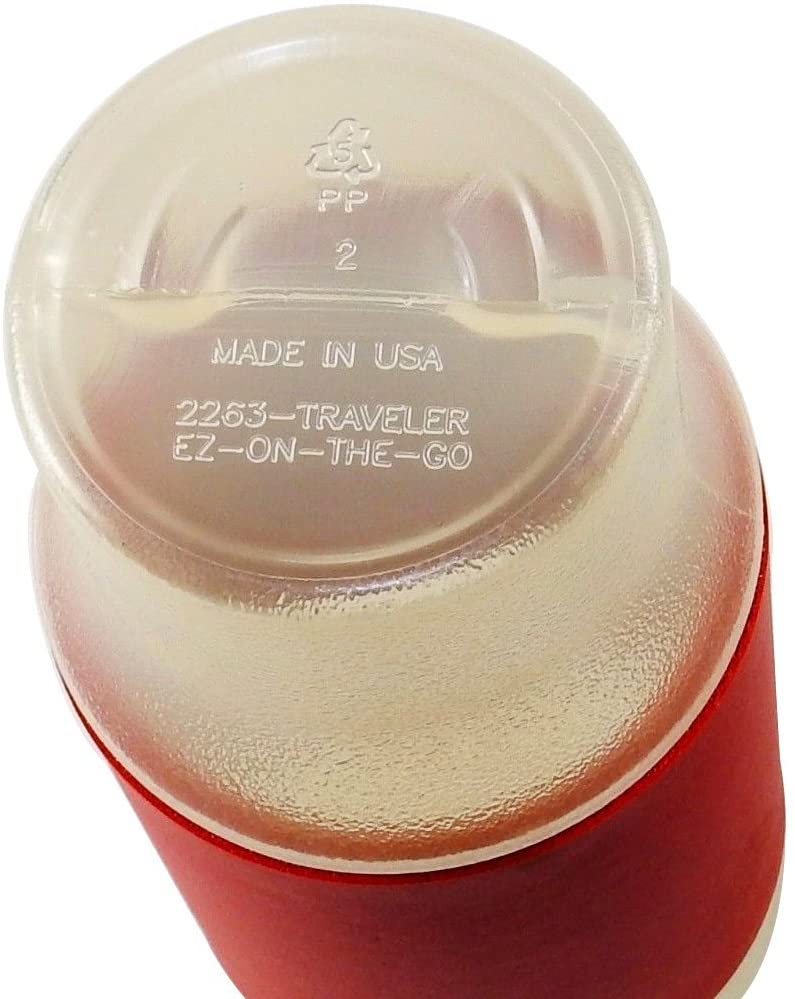 5
PP
2
MADE IN USA
2263-TRAVELER
EZ-ON-THE-GO